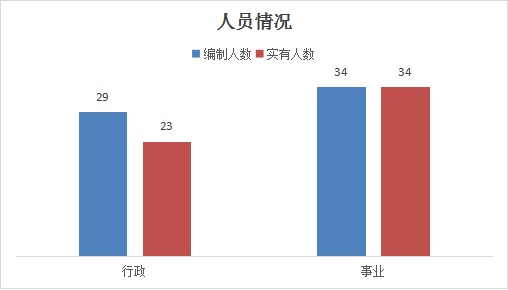 人员情况
编制人数 实有人数
34 34
29
23
行政 事业